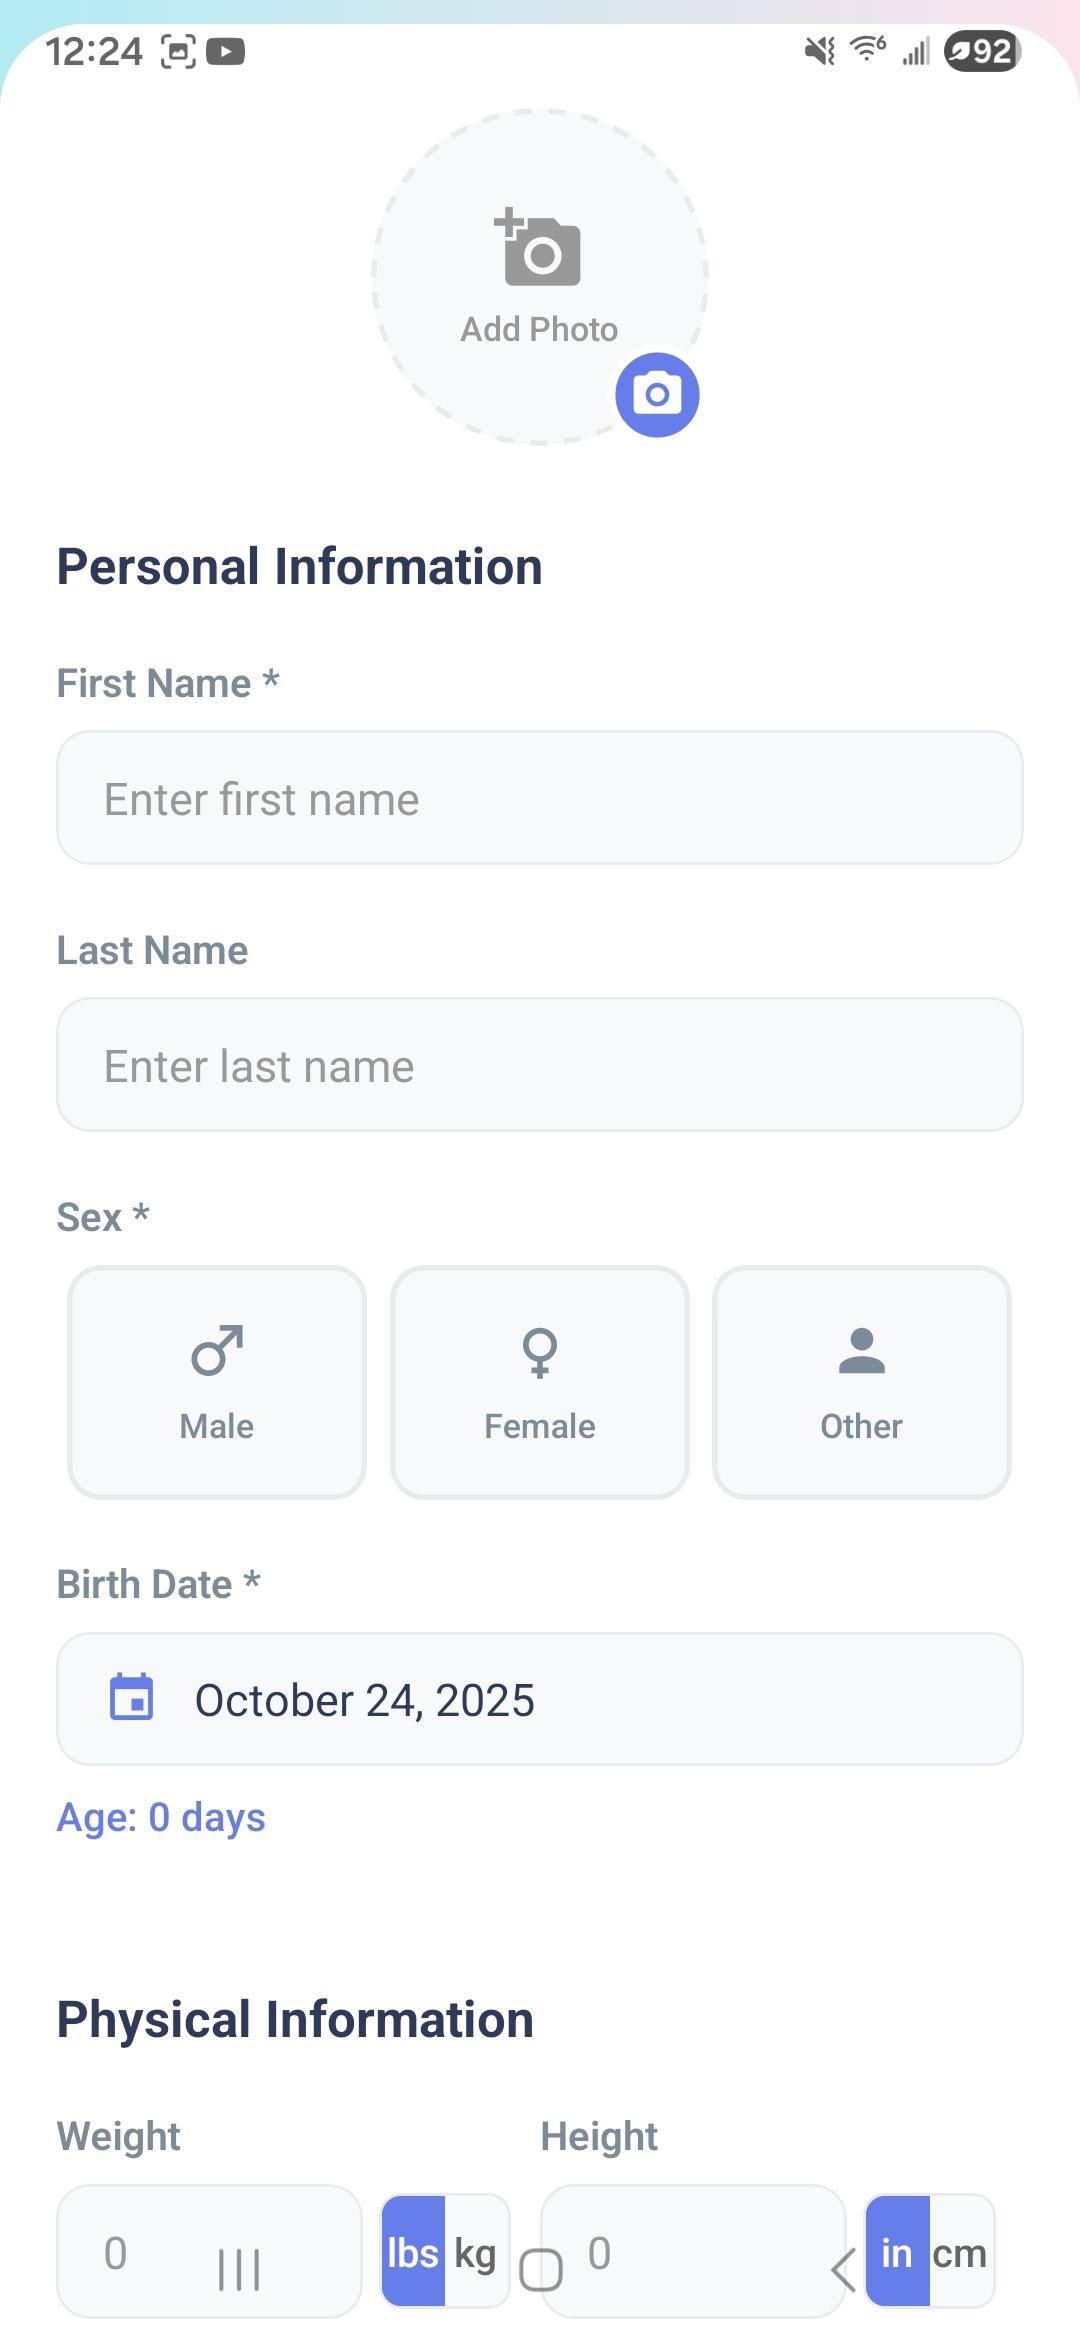 12:24
6
92
Add Photo
Personal Information
First Name *
Enter first name
Last Name
Enter last name
Sex *
Male Female Other
Birth Date *
October 24, 2025
Age: 0 days
Physical Information
Weight Height
0 lbs kg 0 in cm